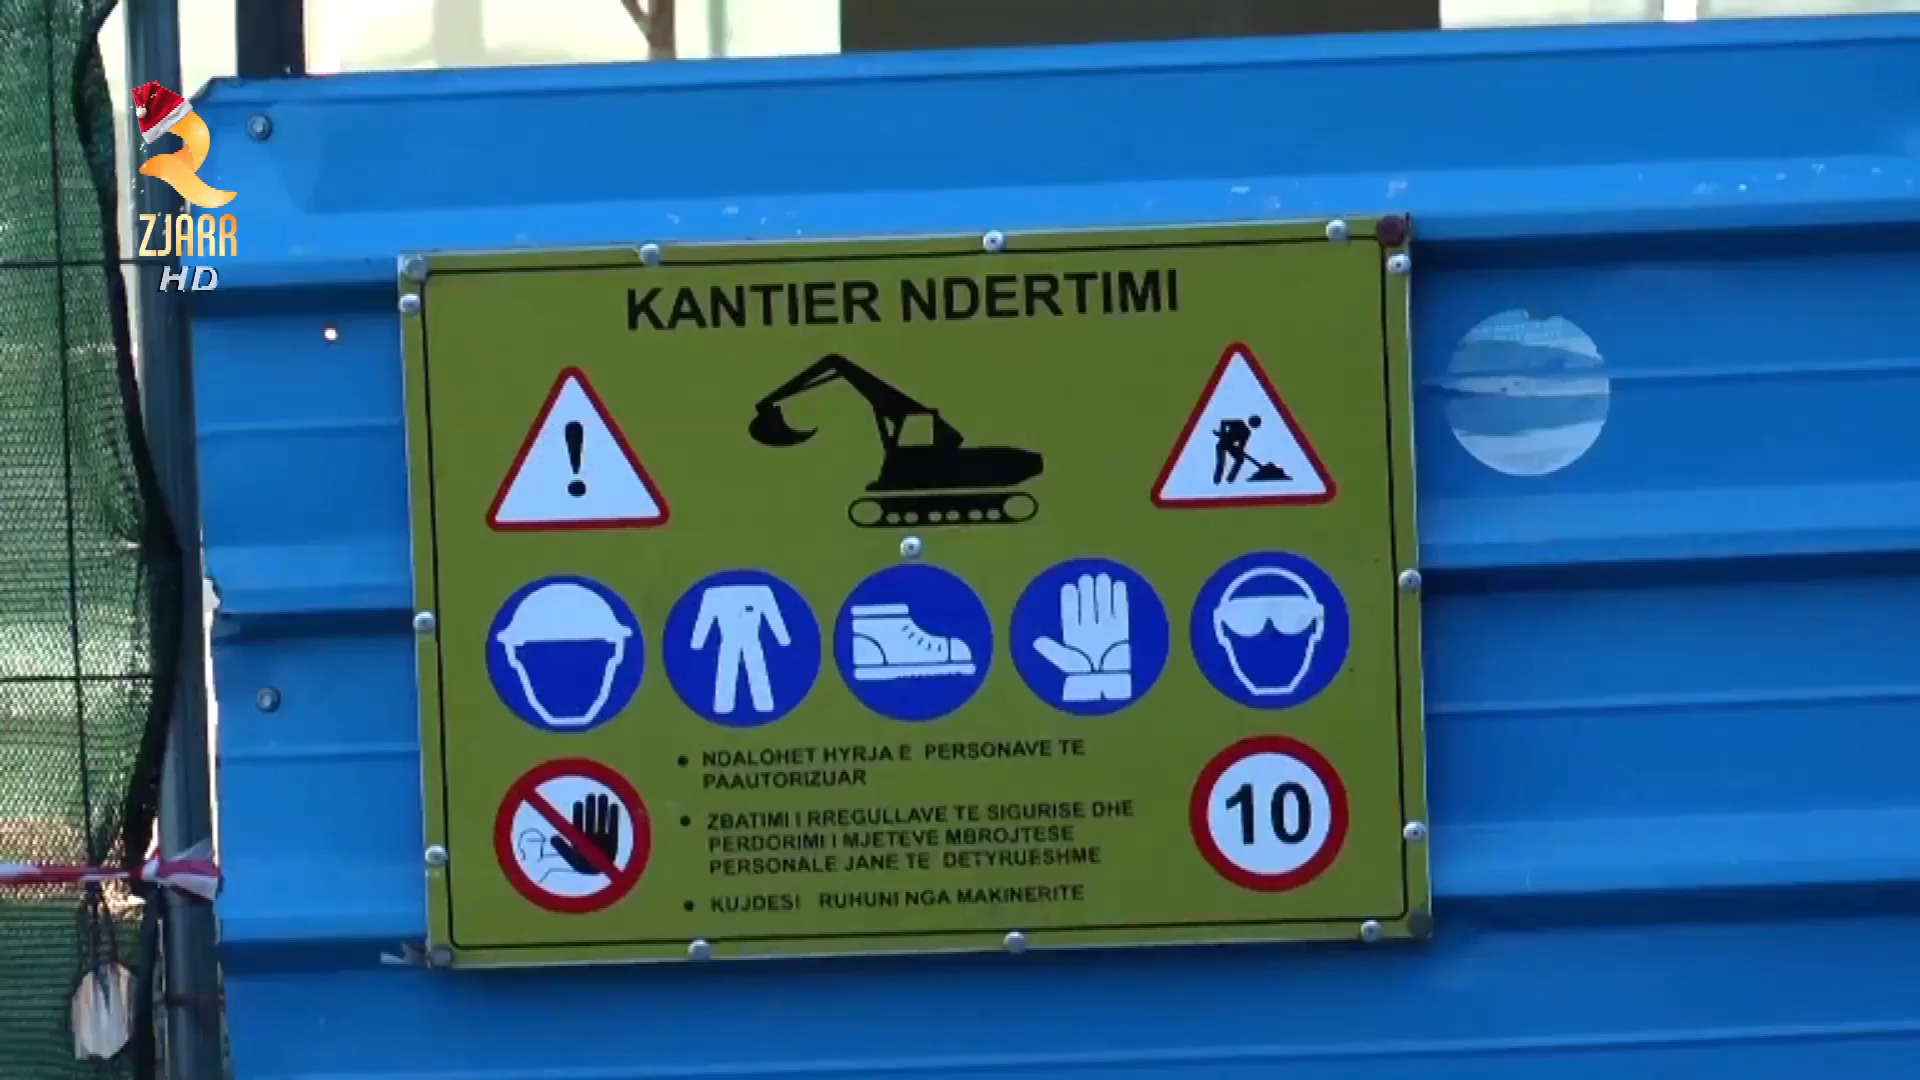 ZJARR
HD
KANTIER NDERTIMI
NDALOHET HYRJA E PERSONAVE TE
PAAUTORIZUAR
ZBATIMI I RREGULLAVE TE SIGURISE DHE
PERDORIMI I MJETEVE MBROJTESE
PERSONALE JANE TE DETYRUESHME
KUJDES! RUHUNI NGA MAKINERITE
10